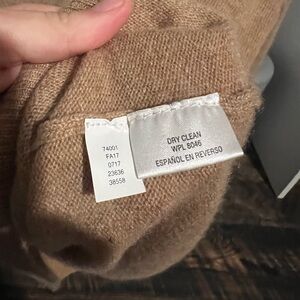 74001
FA17
0717
23636
38558
DRY CLEAN
WPL 8046
ESPAÑOL EN REVERSO